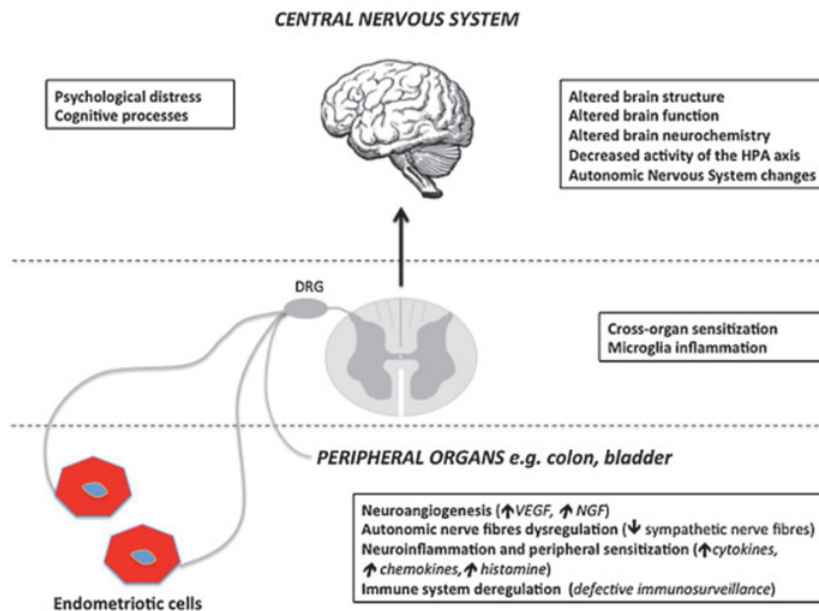 CENTRAL NERVOUS SYSTEM
Psychological distress
Cognitive processes
Altered brain structure
Altered brain function
Altered brain neurochemistry
Decreased activity of the HPA axis
Autonomic Nervous System changes
DRG
Cross-organ sensitization
Microglia inflammation
PERIPHERAL ORGANS e.g. colon, bladder
Neuroangiogenesis (↑VEGF, ↑ NGF)
Autonomic nerve fibres dysregulation (↓ sympathetic nerve fibres)
Neuroinflammation and peripheral sensitization (↑cytokines,
↑ chemokines,↑ histamine)
Immune system deregulation (defective immunosurveillance)
Endometriotic cells